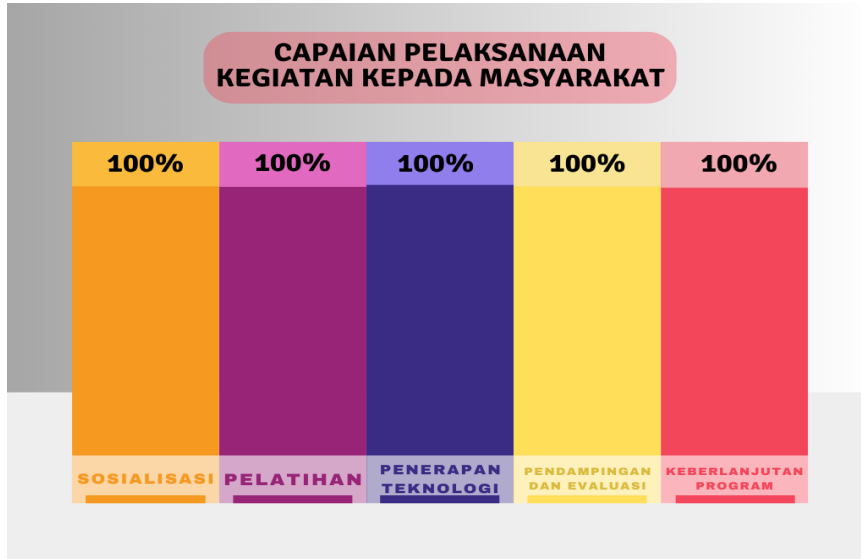 CAPAIAN PELAKSANAAN
KEGIATAN KEPADA MASYARAKAT
100%
100%
100%
100%
100%
SOSIALISASI
PELATIHAN
PENERAPAN
TEKNOLOGI
PENDAMPINGAN
DAN EVALUASI
KEBERLANJUTAN
PROGRAM